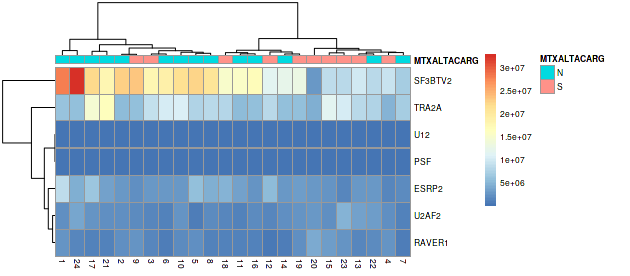 MTXALTACARG
SF3BTV2
TRA2A
U12
PSF
ESRP2
U2AF2
RAVER1
1 24 17 21 2 9 3 6 10 5 8 18 11 16 12 14 19 20 15 23 13 22 4 7
3e+07
2.5e+07
2e+07
1.5e+07
1e+07
5e+06
MTXALTACARG
N
S